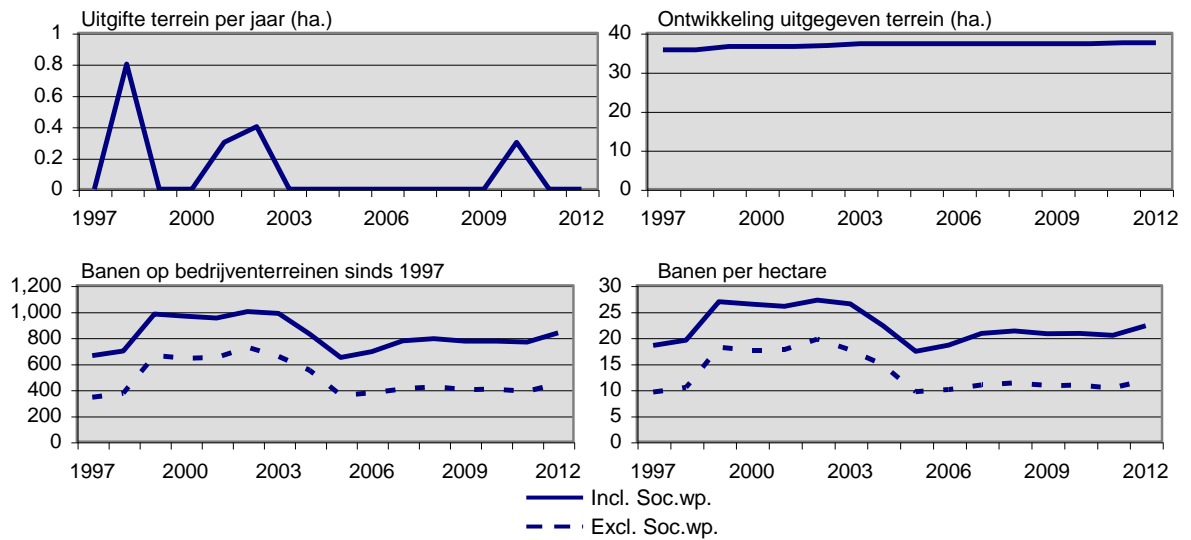 Uitgifte terrein per jaar (ha.)
1
0.8
0.6
0.4
0.2
0
1997 2000 2003 2006 2009 2012
Ontwikkeling uitgegeven terrein (ha.)
40
30
20
10
0
1997 2000 2003 2006 2009 2012
Banen op bedrijventerreinen sinds 1997
1,200
1,000
800
600
400
200
0
1997 2000 2003 2006 2009 2012
Banen per hectare
30
25
20
15
10
5
0
1997 2000 2003 2006 2009 2012
Incl. Soc.wp.
Excl. Soc.wp.